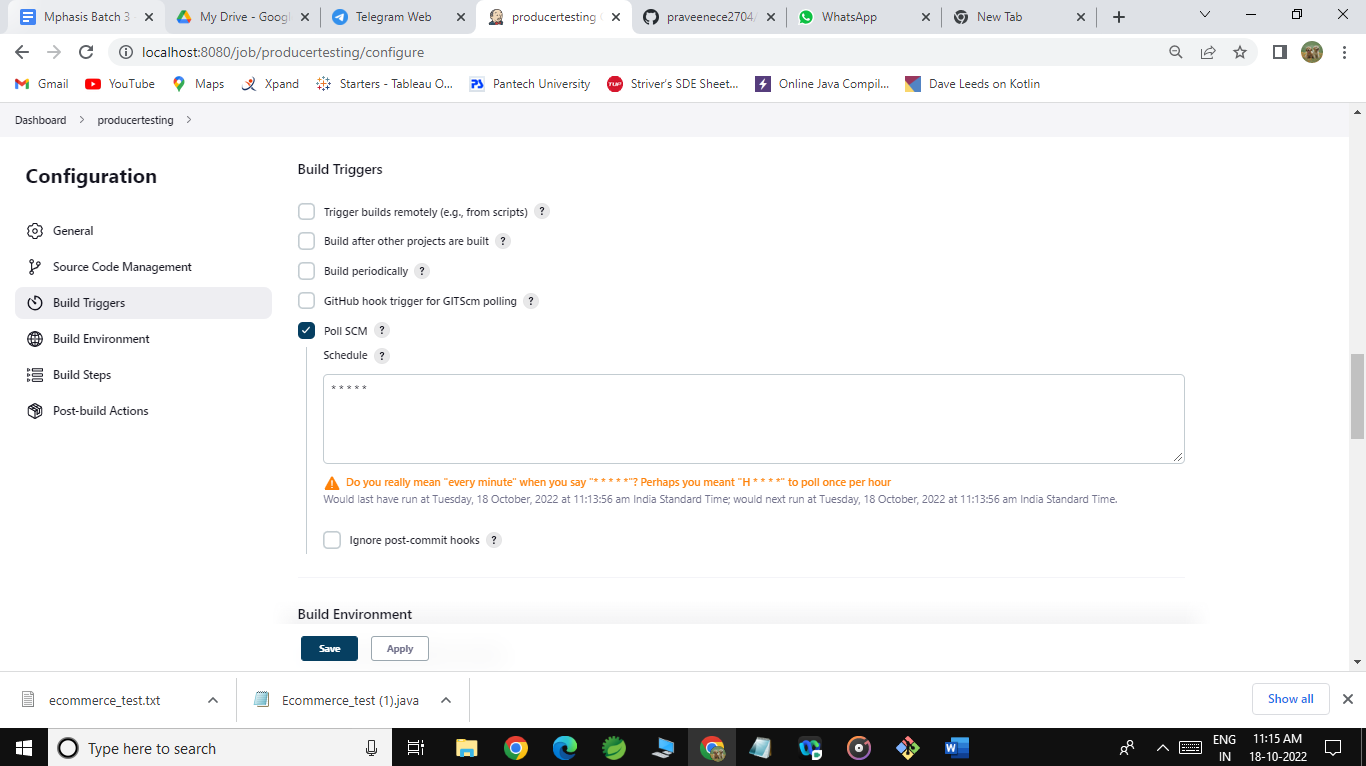 Mphasis Batch 3
My Drive - Googl
Telegram Web
producertesting
praveenece2704/
WhatsApp
New Tab
localhost:8080/job/producertesting/configure
Gmail
YouTube
Maps
Xpand
Starters - Tableau O...
Pantech University
Striver's SDE Sheet...
Online Java Compil...
Dave Leeds on Kotlin
Dashboard > producertesting >
Configuration
General
Source Code Management
Build Triggers
Build Environment
Build Steps
Post-build Actions
Build Triggers
Trigger builds remotely (e.g., from scripts) ?
Build after other projects are built ?
Build periodically ?
GitHub hook trigger for GITScm polling ?
Poll SCM ?
Schedule ?
* * * * *
Do you really mean "every minute" when you say "* * * * *"? Perhaps you meant "H * * * *" to poll once per hour
Would last have run at Tuesday, 18 October, 2022 at 11:13:56 am India Standard Time; would next run at Tuesday, 18 October, 2022 at 11:13:56 am India Standard Time.
Ignore post-commit hooks ?
Build Environment
Save
Apply
ecommerce_test.txt
Ecommerce_test (1).java
Show all
Type here to search
ENG
IN
11:15 AM
18-10-2022